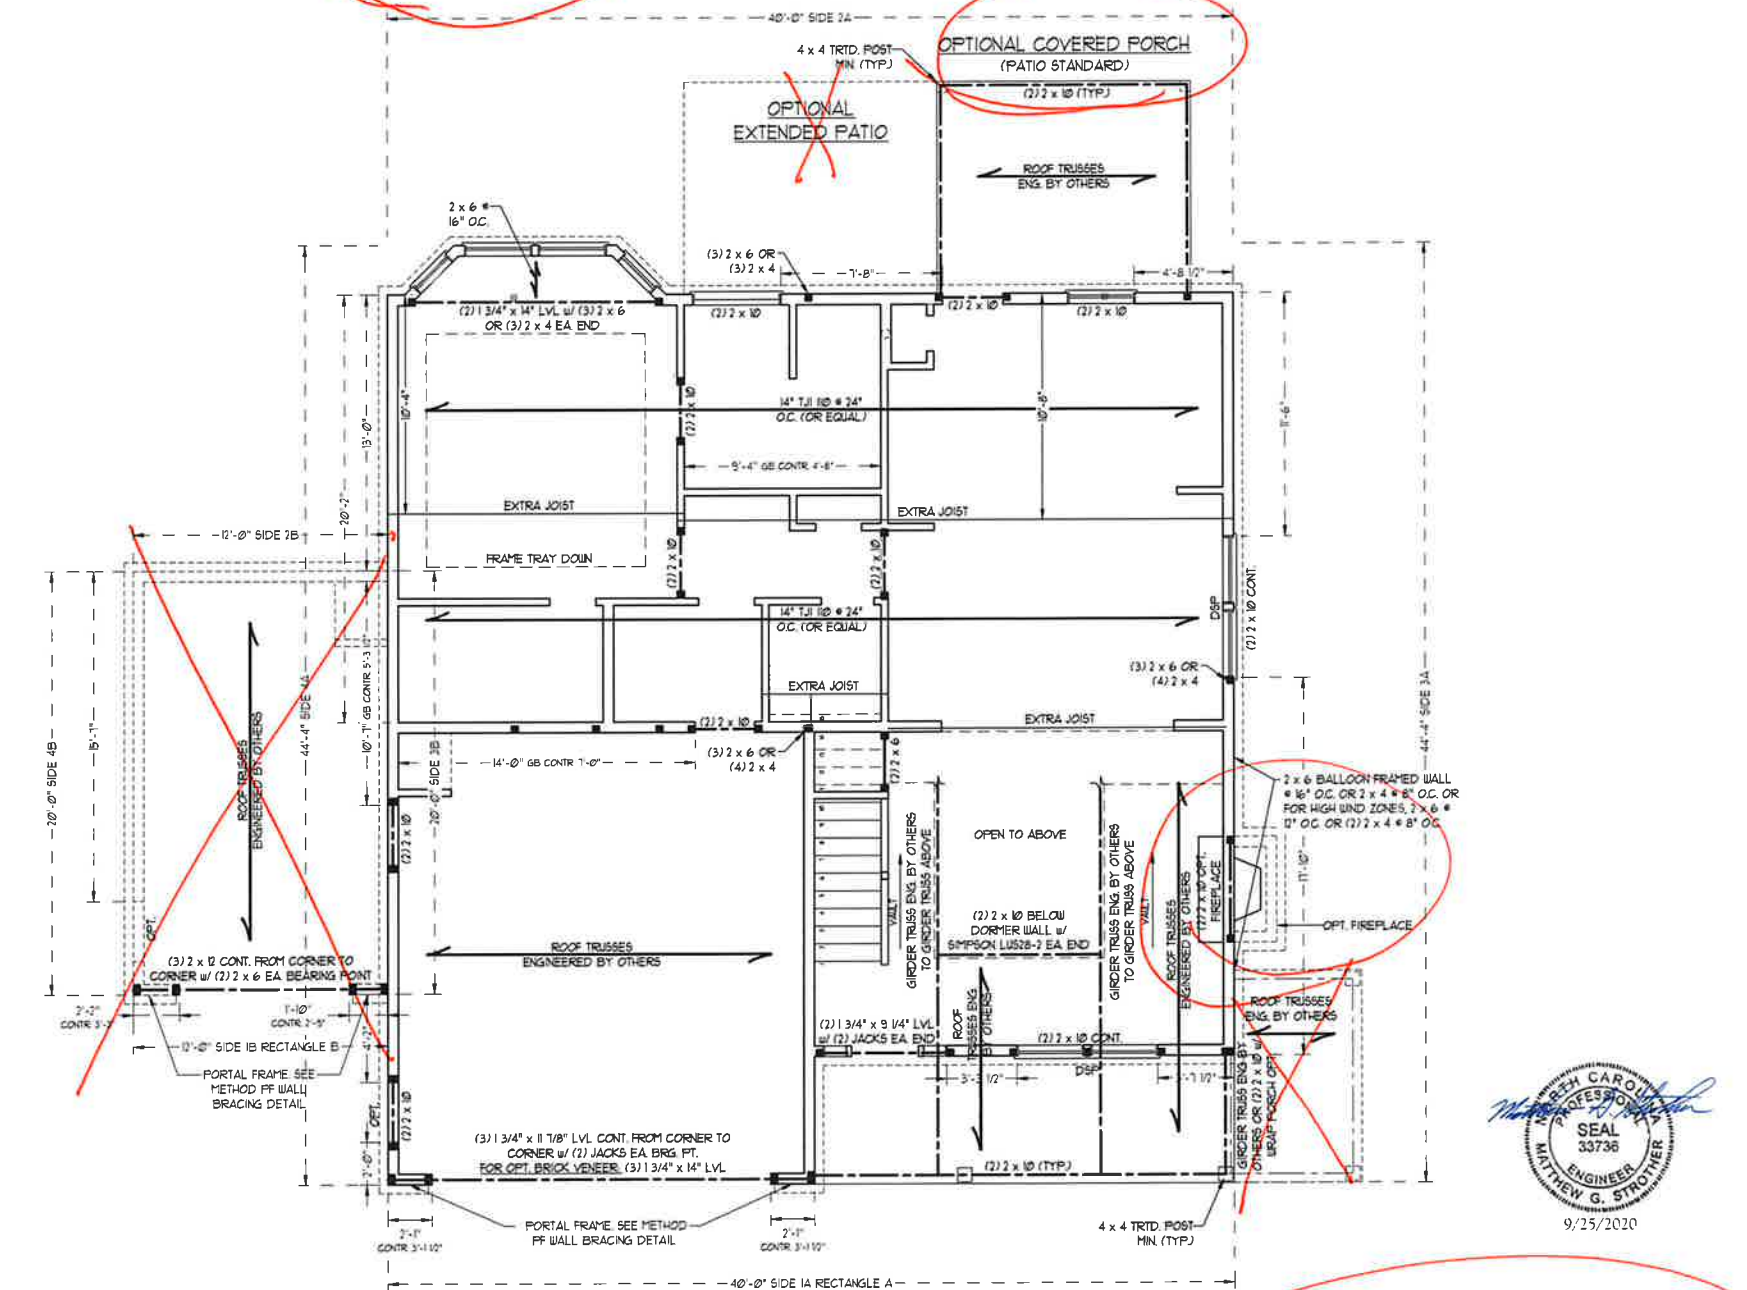 40'-0" SIDE 2A
4 x 4 TRTD. POST
MIN. (TYP.)
OPTIONAL COVERED PORCH
(PATIO STANDARD)
(2) 2 x 10 (TYP.)
OPTIONAL
EXTENDED PATIO
ROOF TRUSSES
ENG. BY OTHERS
2 x 6 @
16" O.C.
(3) 2 x 6 OR
(3) 2 x 4
7'-8"
4'-8 1/2"
(2) 1 3/4" x 14" LVL w/ (3) 2 x 6
OR (3) 2 x 4 EA. END
(2) 2 x 10
(2) 2 x 10
(2) 2 x 10
10'-4"
13'-0"
20'-2"
(2) 2 x 10
14" TJI 110 @ 24"
O.C. (OR EQUAL)
10'-8"
11'-6"
9'-4" GB CONTR. 4'-8"
EXTRA JOIST
EXTRA JOIST
12'-0" SIDE 2B
FRAME TRAY DOWN
(2) 2 x 10
(2) 2 x 10
DSP
(2) 2 x 10 CONT.
14" TJI 110 @ 24"
O.C. (OR EQUAL)
(3) 2 x 6 OR
(4) 2 x 4
EXTRA JOIST
EXTRA JOIST
(2) 2 x 10
(3) 2 x 6 OR
(4) 2 x 4
14'-0" GB CONTR. 7'-0"
(2) 2 x 6
20'-0" SIDE 4B
15'-7"
ROOF TRUSSES
ENGINEERED BY OTHERS
44'-4" SIDE 4A
20'-0" SIDE 3B
44'-4" SIDE 3A
2 x 6 BALLOON FRAMED WALL
@ 16" O.C. OR 2 x 4 @ 8" O.C. OR
FOR HIGH WIND ZONES, 2 x 6 @
12" O.C. OR (2) 2 x 4 @ 8" O.C.
(2) 2 x 10
OPEN TO ABOVE
GIRDER TRUSS ENG. BY OTHERS
TO GIRDER TRUSS ABOVE
VAULT
GIRDER TRUSS ENG. BY OTHERS
TO GIRDER TRUSS ABOVE
VAULT
ROOF TRUSSES
ENGINEERED BY OTHERS
(2) 2 x 10 OPT.
FIREPLACE
17'-10"
OPT. FIREPLACE
(2) 2 x 10 BELOW
DORMER WALL w/
SIMPSON LUS28-2 EA. END
OPT.
(3) 2 x 12 CONT. FROM CORNER TO
CORNER w/ (2) 2 x 6 EA. BEARING POINT
ROOF TRUSSES
ENGINEERED BY OTHERS
2'-2"
1'-10"
12'-0" SIDE 1B RECTANGLE B
PORTAL FRAME. SEE
METHOD PF WALL
BRACING DETAIL
4'-2"
OPT.
(2) 2 x 10
ROOF TRUSSES
ENG. BY OTHERS
(2) 1 3/4" x 9 1/4" LVL
w/ (2) JACKS EA. END
ROOF
TRUSSES ENG.
BY OTHERS
(2) 2 x 10 CONT.
DSP
GIRDER TRUSS ENG. BY
OTHERS OR (2) 2 x 10 w/
WRAP PORCH OPT.
(3) 1 3/4" x 11 7/8" LVL CONT. FROM CORNER TO
CORNER w/ (2) JACKS EA. BRG. PT.
FOR OPT. BRICK VENEER: (3) 1 3/4" x 14" LVL
(2) 2 x 10 (TYP.)
PORTAL FRAME. SEE METHOD
PF WALL BRACING DETAIL
2'-1"
CONTR. 3'-1 1/2"
2'-1"
CONTR. 3'-1 1/2"
4 x 4 TRTD. POST
MIN. (TYP.)
40'-0" SIDE 1A RECTANGLE A
NORTH CAROLINA
PROFESSIONAL
SEAL
33736
ENGINEER
MATTHEW G. STROTHER
9/25/2020